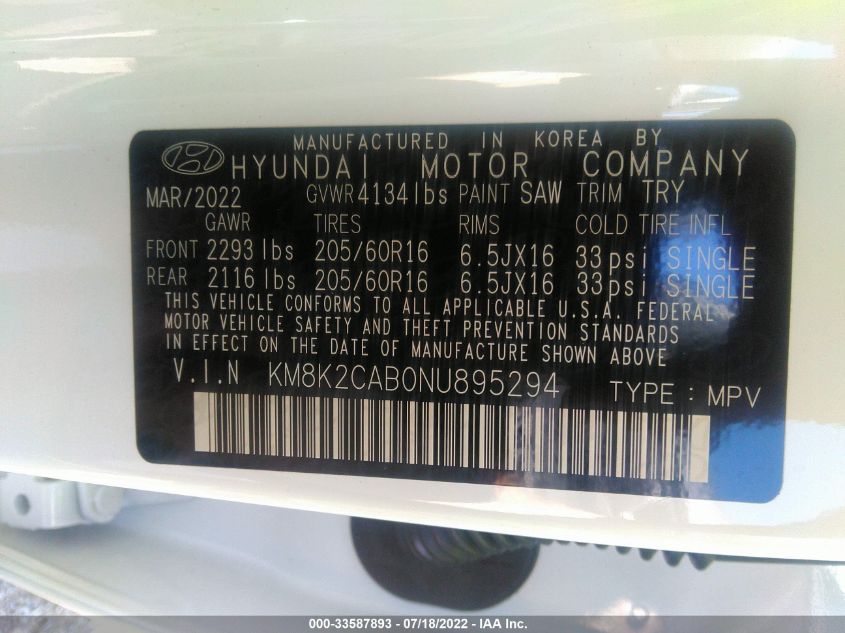 MANUFACTURED IN KOREA BY
HYUNDAI MOTOR COMPANY
MAR/2022 GVWR 4134lbs PAINT SAW TRIM TRY
GAWR TIRES RIMS COLD TIRE INFL
FRONT 2293 lbs 205/60R16 6.5JX16 33psi SINGLE
REAR 2116 lbs 205/60R16 6.5JX16 33psi SINGLE
THIS VEHICLE CONFORMS TO ALL APPLICABLE U.S.A. FEDERAL
MOTOR VEHICLE SAFETY AND THEFT PREVENTION STANDARDS
IN EFFECT ON THE DATE OF MANUFACTURE SHOWN ABOVE
V.I.N KM8K2CAB0NU895294 TYPE : MPV
000-33587893 - 07/18/2022 - IAA Inc.